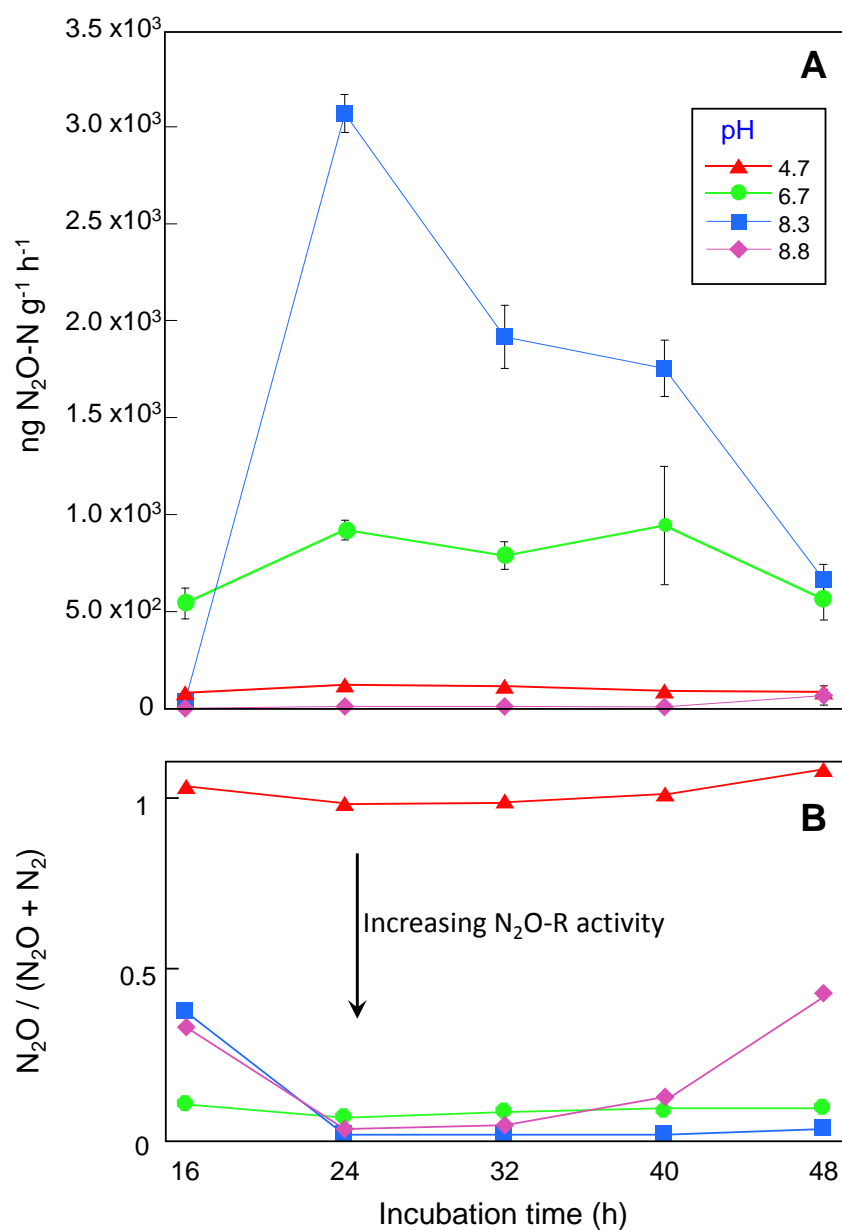 3.5 x10³
3.0 x10³
2.5 x10³
2.0 x10³
1.5 x10³
1.0 x10³
5.0 x10²
0
ng N₂O-N g⁻¹ h⁻¹
A
pH
4.7
6.7
8.3
8.8
1
0.5
0
N₂O / (N₂O + N₂)
B
Increasing N₂O-R activity
16 24 32 40 48
Incubation time (h)